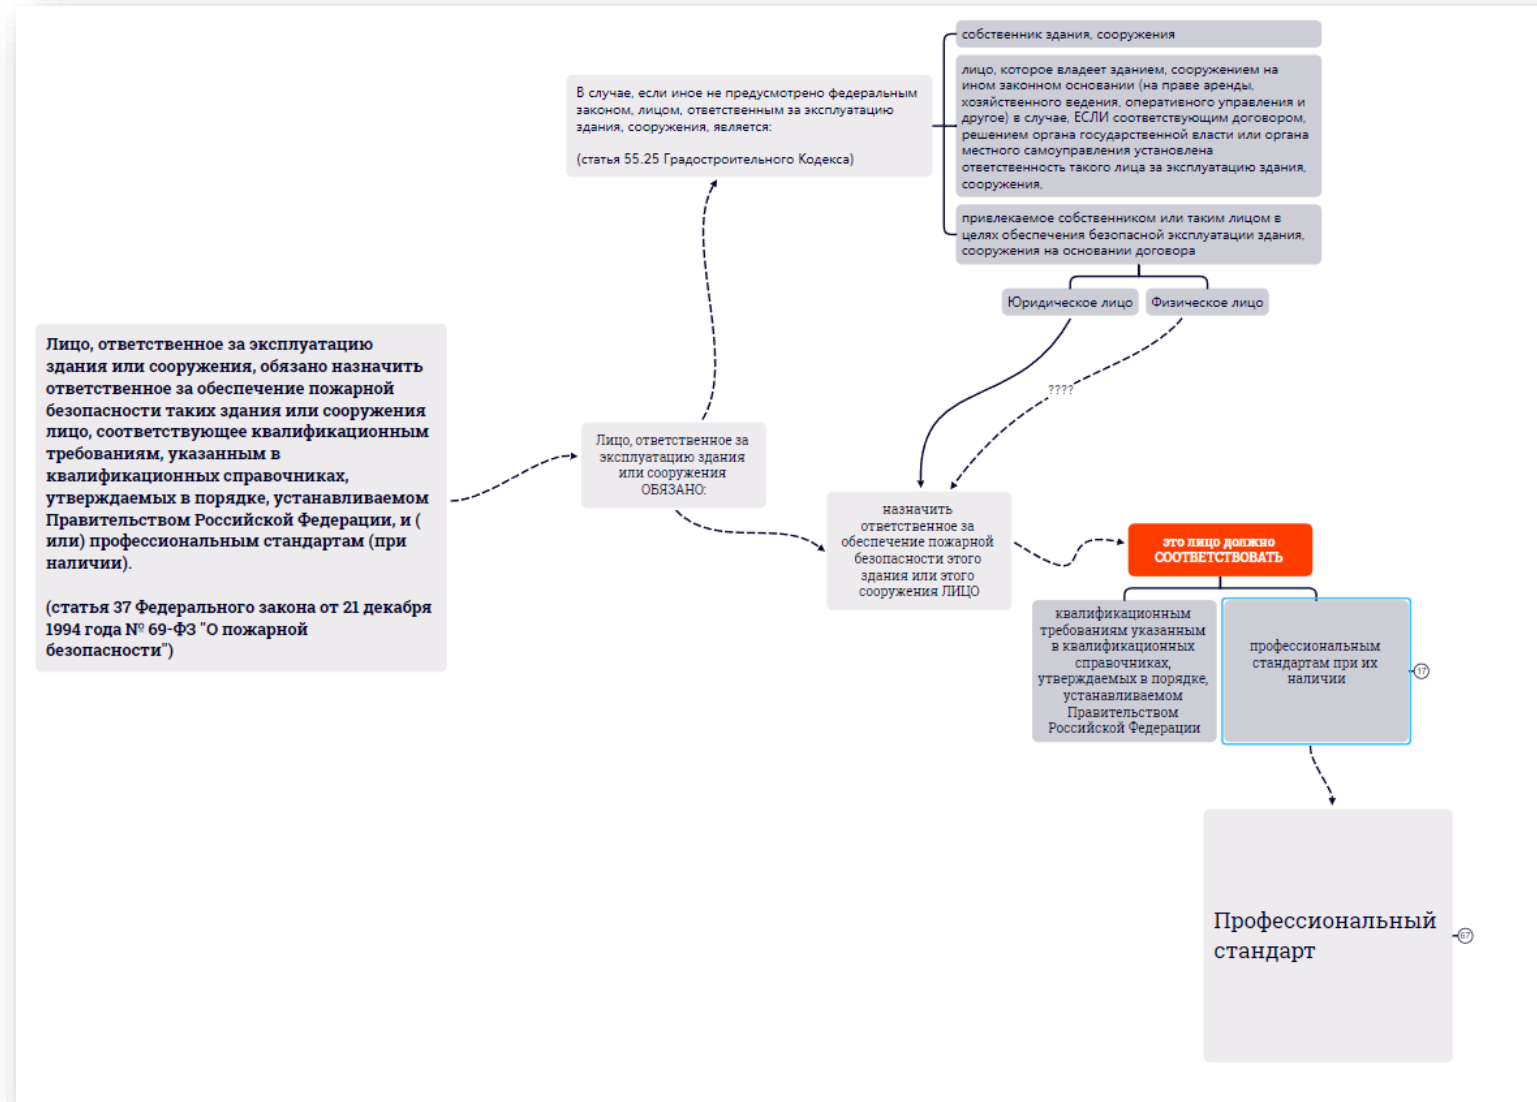 собственник здания, сооружения
лицо, которое владеет зданием, сооружением на
ином законном основании (на праве аренды,
хозяйственного ведения, оперативного управления и
другое) в случае, ЕСЛИ соответствующим договором,
решением органа государственной власти или органа
местного самоуправления установлена
ответственность такого лица за эксплуатацию здания,
сооружения,
привлекаемое собственником или таким лицом в
целях обеспечения безопасной эксплуатации здания,
сооружения на основании договора
В случае, если иное не предусмотрено федеральным
законом, лицом, ответственным за эксплуатацию
здания, сооружения, является:
(статья 55.25 Градостроительного Кодекса)
Юридическое лицо
Физическое лицо
????
Лицо, ответственное за эксплуатацию
здания или сооружения, обязано назначить
ответственное за обеспечение пожарной
безопасности таких здания или сооружения
лицо, соответствующее квалификационным
требованиям, указанным в
квалификационных справочниках,
утверждаемых в порядке, устанавливаемом
Правительством Российской Федерации, и (
или) профессиональным стандартам (при
наличии).
(статья 37 Федерального закона от 21 декабря
1994 года № 69-ФЗ "О пожарной
безопасности")
Лицо, ответственное за
эксплуатацию здания
или сооружения
ОБЯЗАНО:
назначить
ответственное за
обеспечение пожарной
безопасности этого
здания или этого
сооружения ЛИЦО
это лицо должно
СООТВЕТСТВОВАТЬ
квалификационным
требованиям указанным
в квалификационных
справочниках,
утверждаемых в порядке,
устанавливаемом
Правительством
Российской Федерации
профессиональным
стандартам при их
наличии
17
Профессиональный
стандарт
67